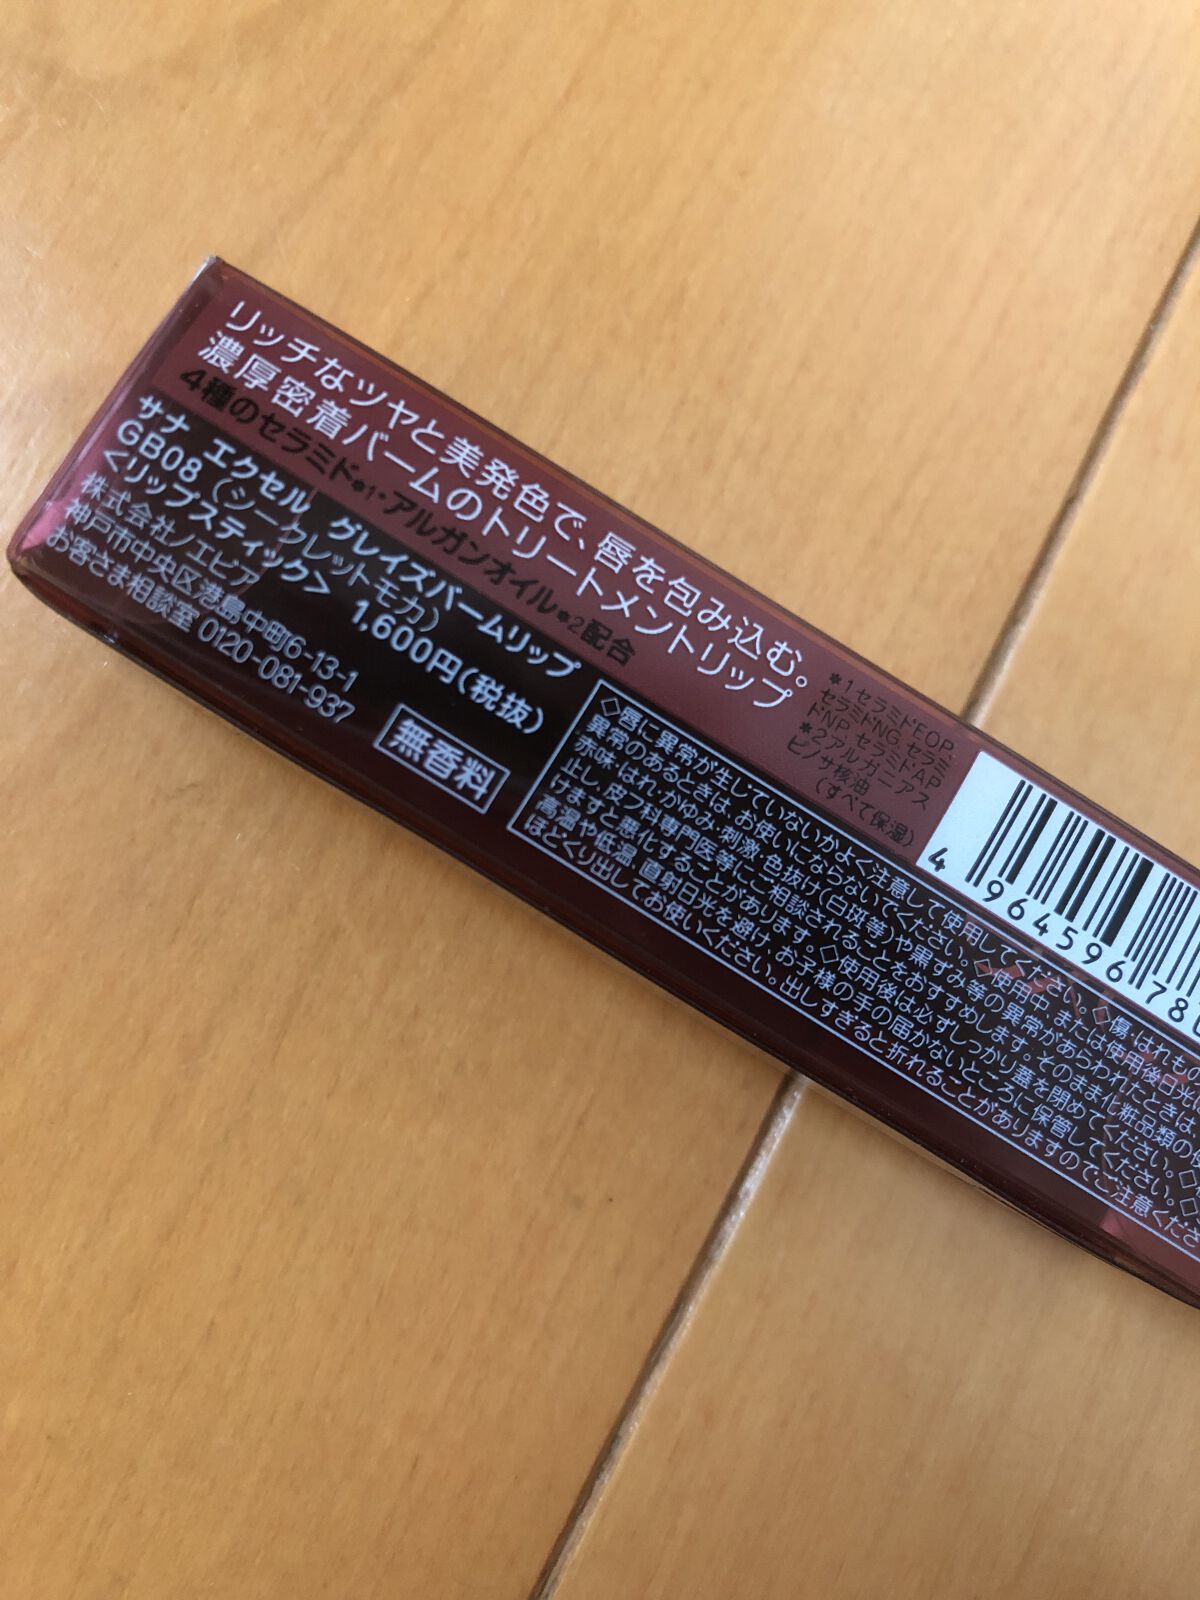 リッチなツヤと美発色で、唇を包み込む。
濃厚密着バームのトリートメントリップ
4種のセラミド*1・アルガンオイル*2配合
*1 セラミドEOP、
セラミドNG、セラミ
ドNP、セラミドAP
*2 アルガニアス
ピノサ核油
(すべて保湿)
サナ エクセル グレイズバームリップ
GB08 (シークレットモカ)
<リップスティック> 1,600円(税抜)
株式会社ノエビア
神戸市中央区港島中町6-13-1
お客さま相談室 0120-081-937
無香料
◇唇に異常が生じていないかよく注意して使用してください。◇傷・はれもの
異常のあるときは、お使いにならないでください。◇使用中、または使用後日光に
赤味・はれ・かゆみ・刺激・色抜け(白斑等)や黒ずみ等の異常があらわれたときは
止し、皮フ科専門医等にご相談されることをおすすめします。そのまま化粧品類の使
けますと悪化することがあります。◇使用後は必ずしっかり蓋を閉めてください。◇
高温や低温、直射日光を避け、お子様の手の届かないところに保管してください。◇
ほどくり出してお使いください。出しすぎると折れることがありますのでご注意くださ
4 964596 78